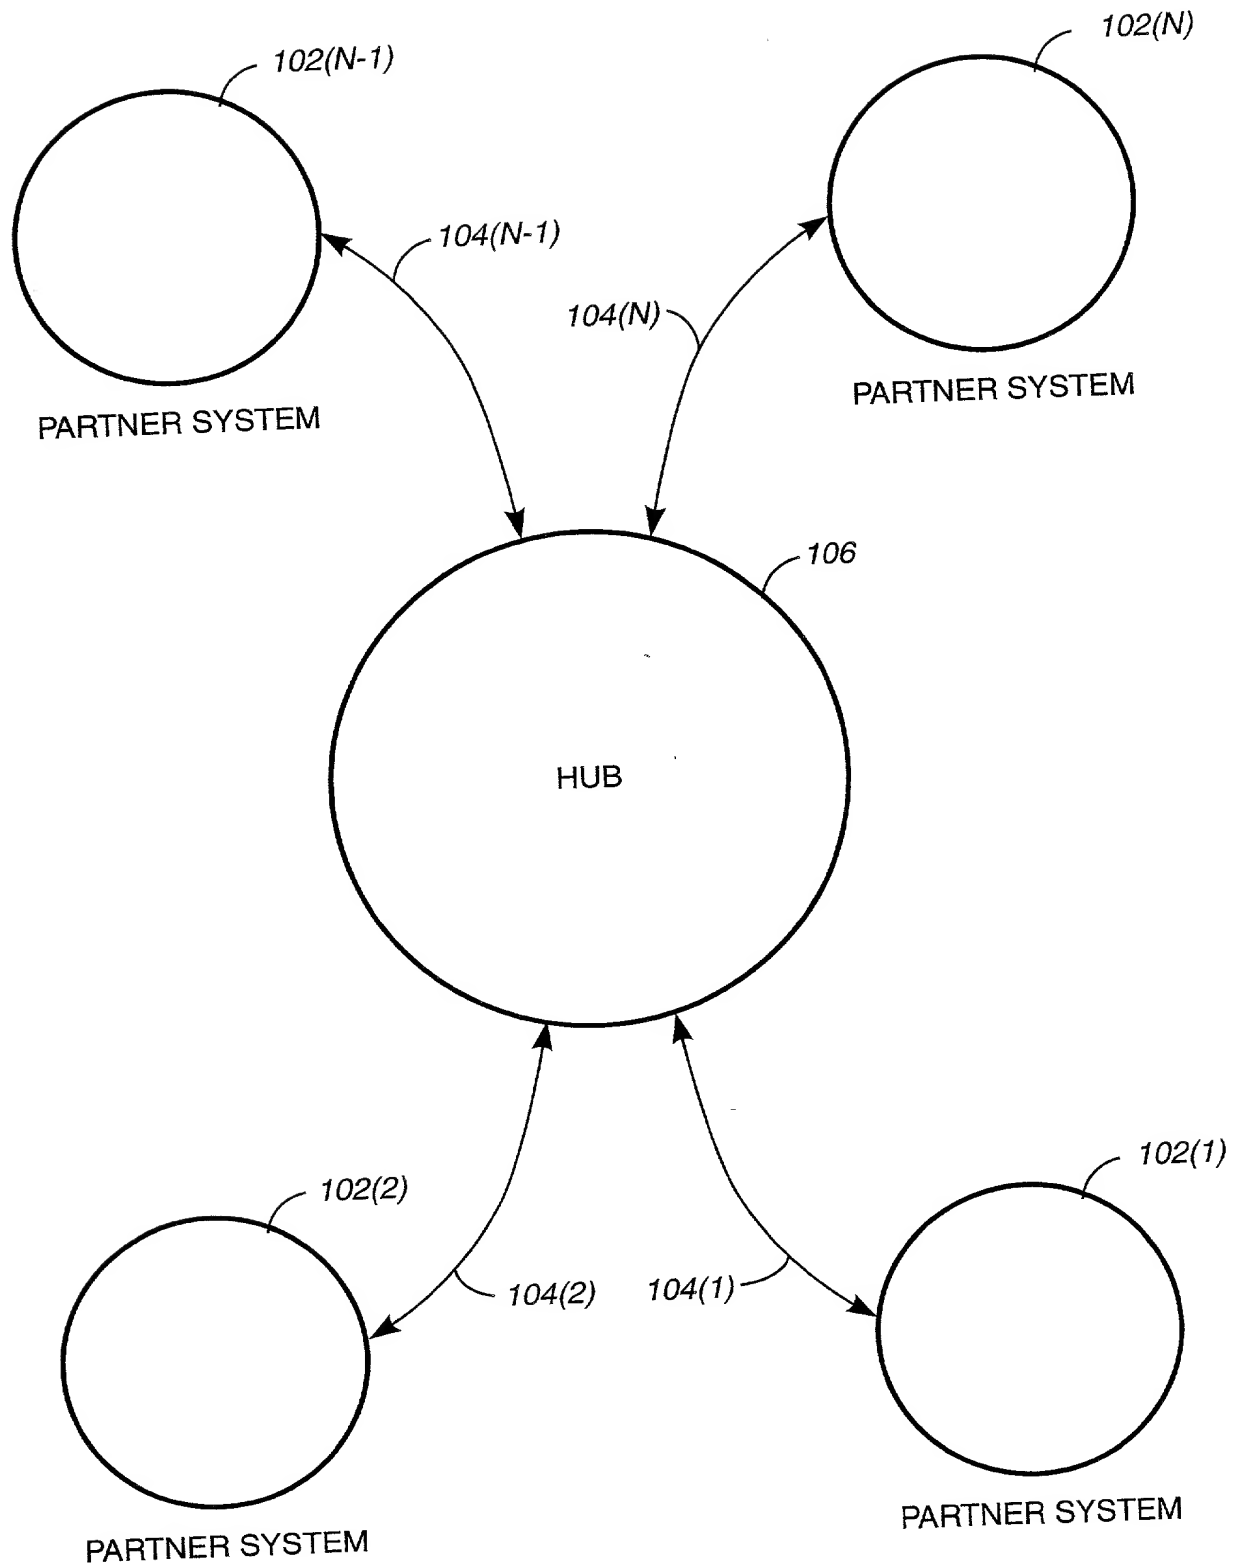 102(N-1)
102(N)
104(N-1)
104(N)
PARTNER SYSTEM
PARTNER SYSTEM
106
HUB
102(1)
102(2)
104(2)
104(1)
PARTNER SYSTEM
PARTNER SYSTEM